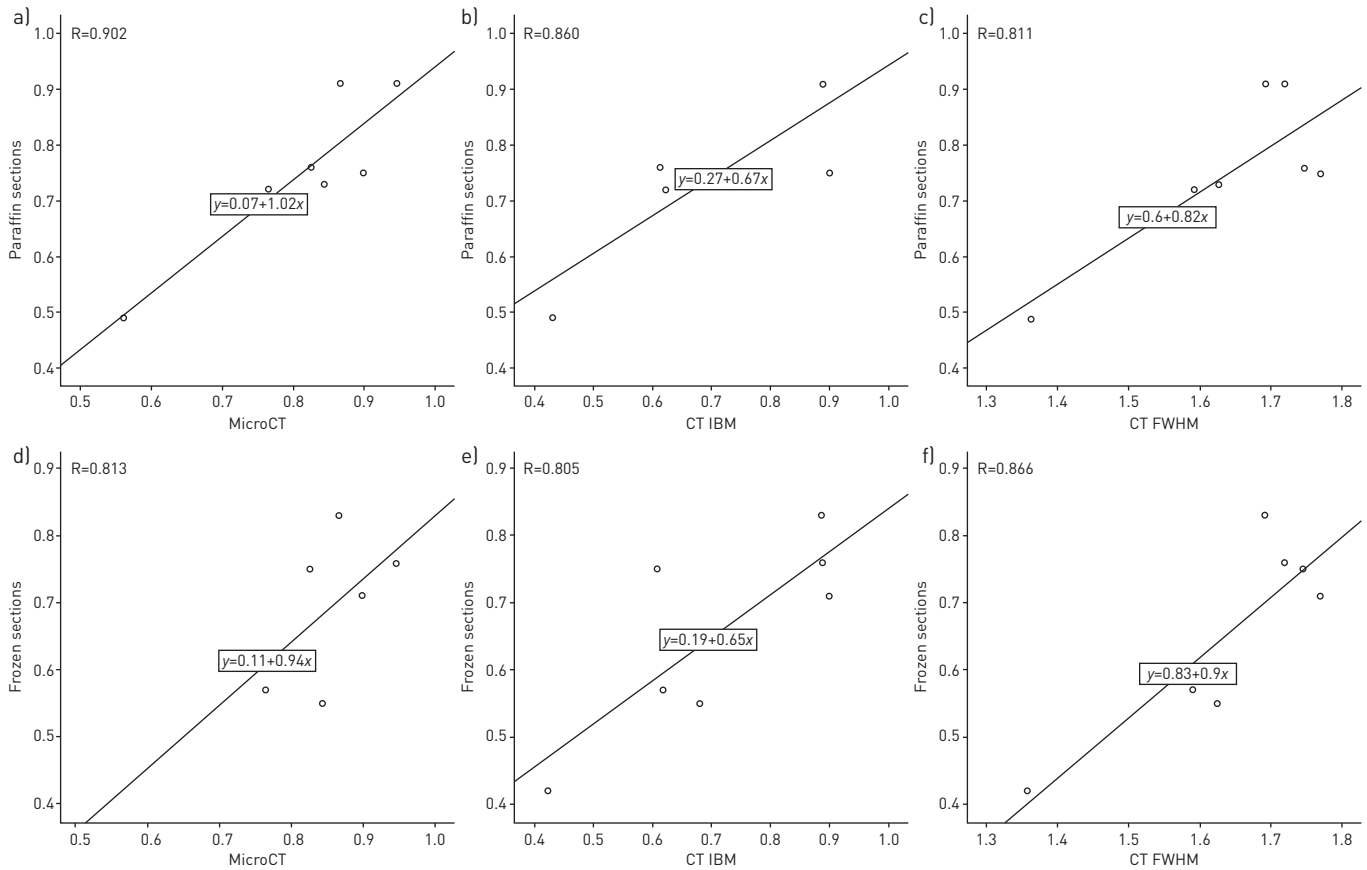 a)
R=0.902
1.0
0.9
0.8
0.7
0.6
0.5
0.4
Paraffin sections
y=0.07+1.02x
0.5 0.6 0.7 0.8 0.9 1.0
MicroCT
b)
R=0.860
1.0
0.9
0.8
0.7
0.6
0.5
0.4
Paraffin sections
y=0.27+0.67x
0.4 0.5 0.6 0.7 0.8 0.9 1.0
CT IBM
c)
R=0.811
1.0
0.9
0.8
0.7
0.6
0.5
0.4
Paraffin sections
y=0.6+0.82x
1.3 1.4 1.5 1.6 1.7 1.8
CT FWHM
d)
R=0.813
0.9
0.8
0.7
0.6
0.5
0.4
Frozen sections
y=0.11+0.94x
0.5 0.6 0.7 0.8 0.9 1.0
MicroCT
e)
R=0.805
0.9
0.8
0.7
0.6
0.5
0.4
Frozen sections
y=0.19+0.65x
0.4 0.5 0.6 0.7 0.8 0.9 1.0
CT IBM
f)
R=0.866
0.9
0.8
0.7
0.6
0.5
0.4
Frozen sections
y=0.83+0.9x
1.3 1.4 1.5 1.6 1.7 1.8
CT FWHM